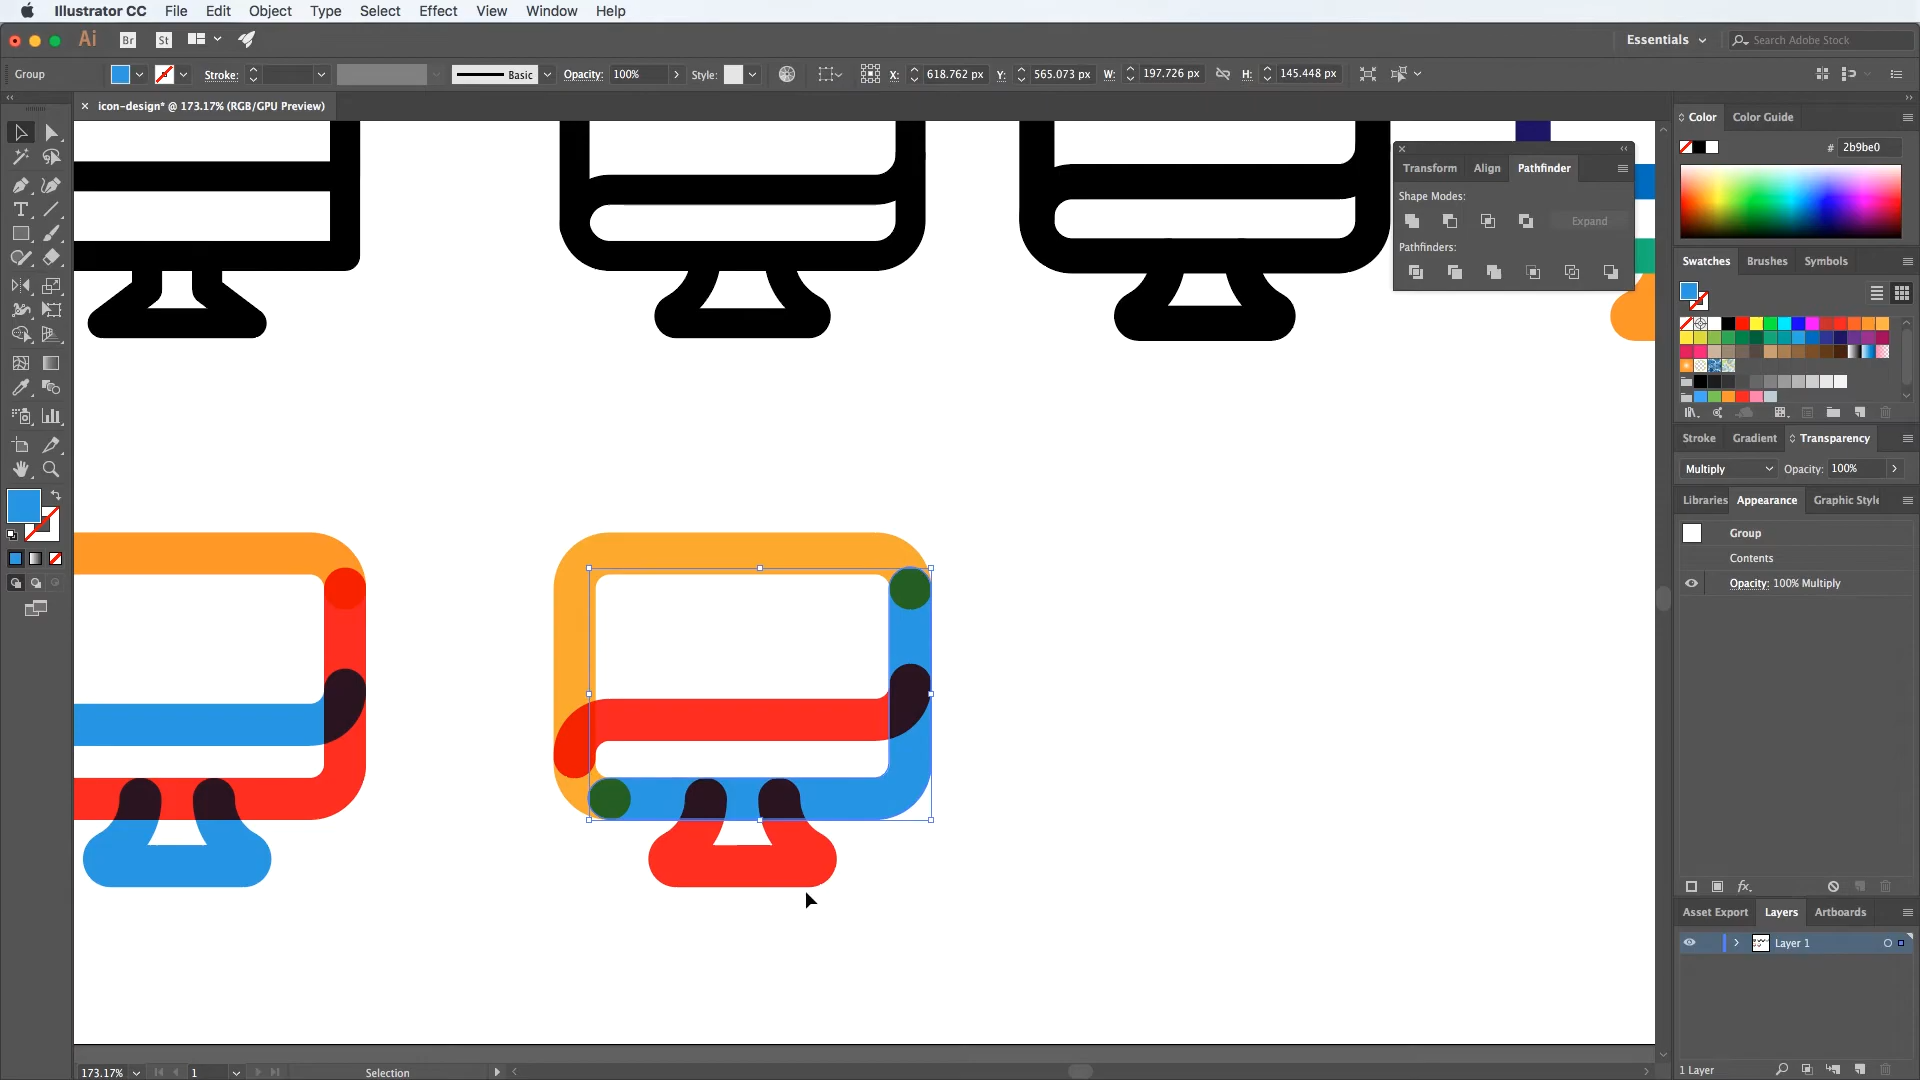 Illustrator CC File Edit Object Type Select Effect View Window Help
Ai Br St Essentials Search Adobe Stock
Group Stroke: Basic Opacity: 100% Style: X: 618.762 px Y: 565.073 px W: 197.726 px H: 145.448 px
× icon-design* @ 173.17% (RGB/GPU Preview)
Color Color Guide
# 2b9be0
Transform Align Pathfinder
Shape Modes:
Expand
Pathfinders:
Swatches Brushes Symbols
Stroke Gradient Transparency
Multiply Opacity: 100%
Libraries Appearance Graphic Style
Group
Contents
Opacity: 100% Multiply
fx
Asset Export Layers Artboards
Layer 1
1 Layer
173.17% 1 Selection